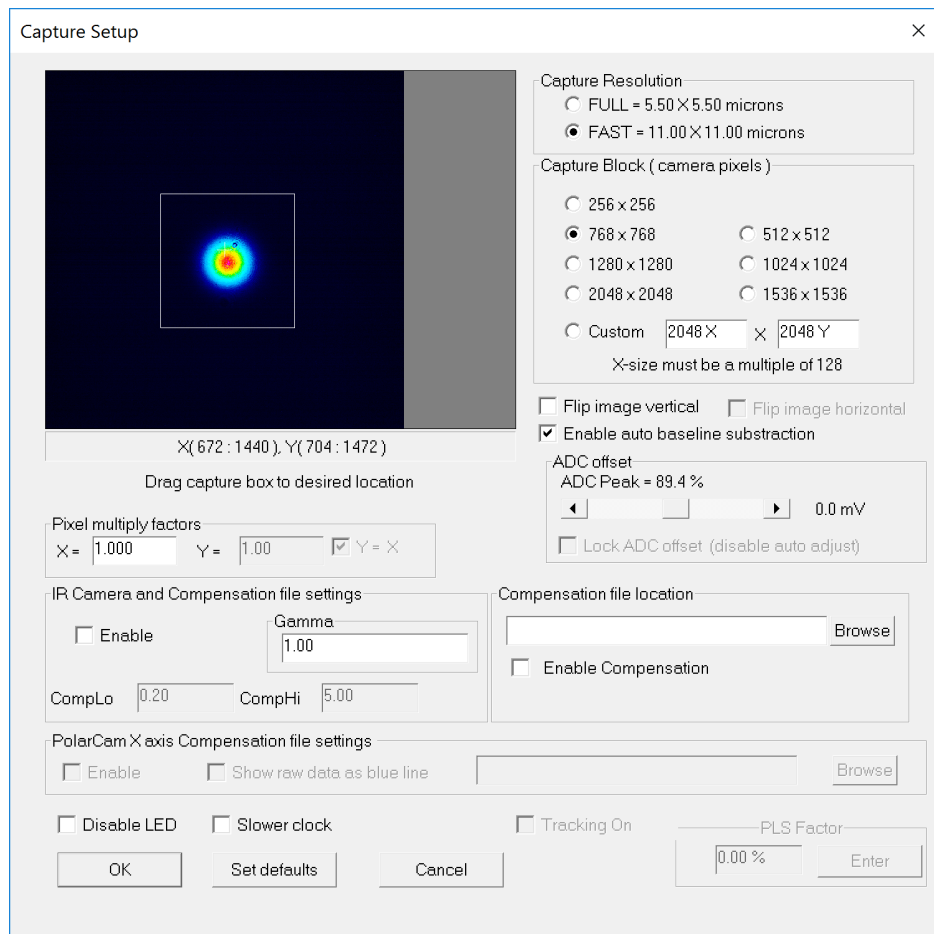 Capture Setup
Capture Resolution
FULL = 5.50 X 5.50 microns
FAST = 11.00 X 11.00 microns
Capture Block ( camera pixels )
256 x 256
768 x 768 512 x 512
1280 x 1280 1024 x 1024
2048 x 2048 1536 x 1536
Custom 2048 X X 2048 Y
X-size must be a multiple of 128
Flip image vertical Flip image horizontal
Enable auto baseline substraction
X( 672 : 1440 ), Y( 704 : 1472 )
Drag capture box to desired location
ADC offset
ADC Peak = 89.4 %
0.0 mV
Lock ADC offset (disable auto adjust)
Pixel multiply factors
X = 1.000 Y = 1.00 Y = X
IR Camera and Compensation file settings
Enable
Gamma
1.00
CompLo 0.20 CompHi 5.00
Compensation file location
Browse
Enable Compensation
PolarCam X axis Compensation file settings
Enable Show raw data as blue line Browse
Disable LED Slower clock Tracking On
PLS Factor
0.00 % Enter
OK Set defaults Cancel